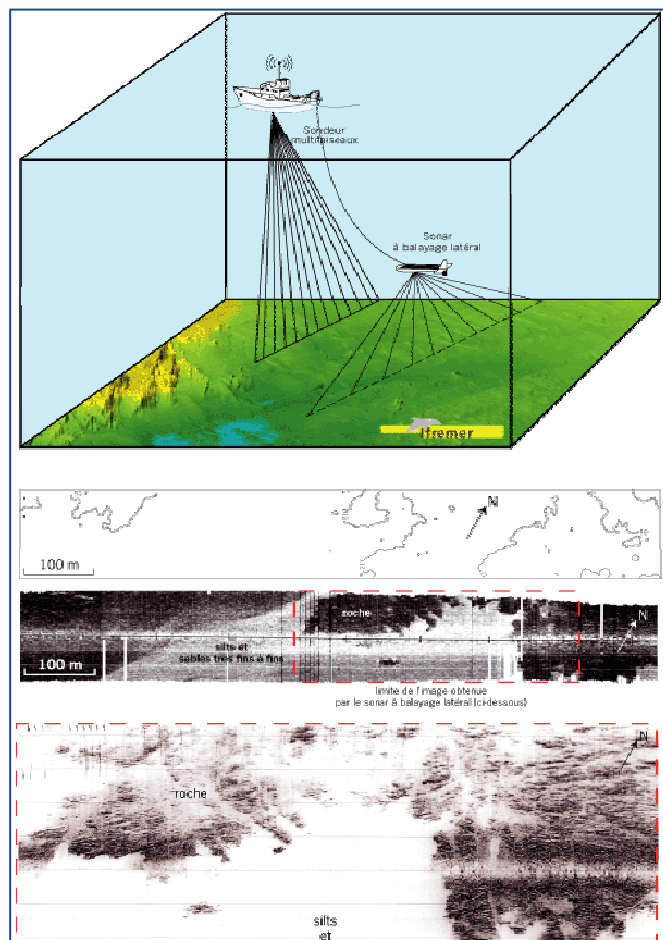 Sondeur
multifaisceaux
Sonar
à balayage latéral
Ifremer
N
100 m
roche
N
silts et
sables très fins à fins
100 m
limite de l'image obtenue
par le sonar à balayage latéral (ci-dessous)
N
roche
silts
et